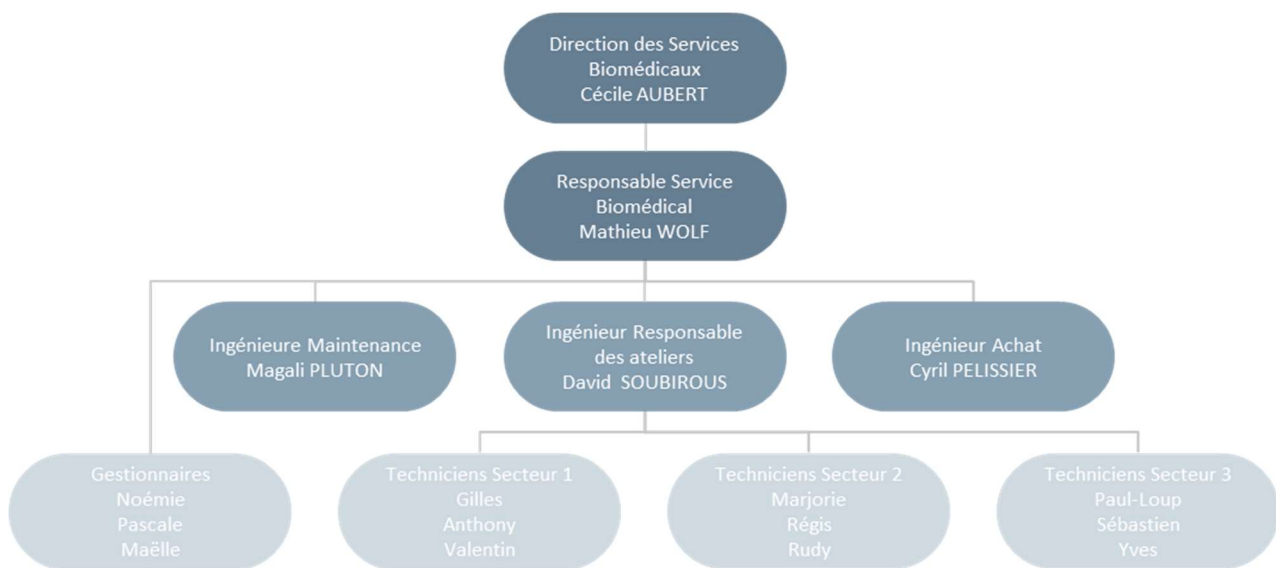 Direction des Services
Biomédicaux
Cécile AUBERT
Responsable Service
Biomédical
Mathieu WOLF
Ingénieure Maintenance
Magali PLUTON
Ingénieur Responsable
des ateliers
David SOUBIROUS
Ingénieur Achat
Cyril PELISSIER
Gestionnaires
Noémie
Pascale
Maëlle
Techniciens Secteur 1
Gilles
Anthony
Valentin
Techniciens Secteur 2
Marjorie
Régis
Rudy
Techniciens Secteur 3
Paul-Loup
Sébastien
Yves